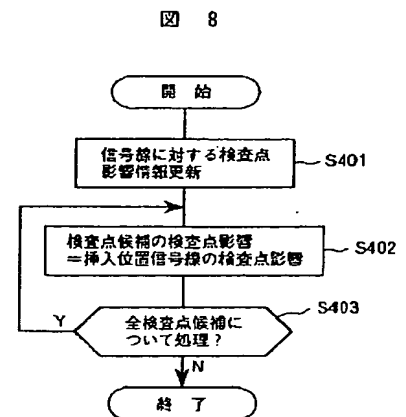 図 8
開 始
信号線に対する検査点
影響情報更新
S401
検査点候補の検査点影響
=挿入位置信号線の検査点影響
S402
全検査点候補に
ついて処理?
S403
Y
N
終 了